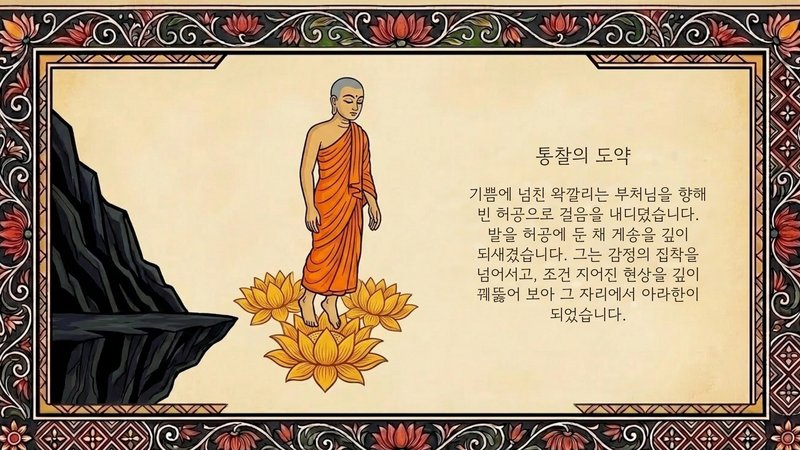 통찰의 도약
기쁨에 넘친 왁깔리는 부처님을 향해
빈 허공으로 걸음을 내디뎠습니다.
발을 허공에 둔 채 게송을 깊이
되새겼습니다. 그는 감정의 집착을
넘어서고, 조건 지어진 현상을 깊이
꿰뚫어 보아 그 자리에서 아라한이
되었습니다.